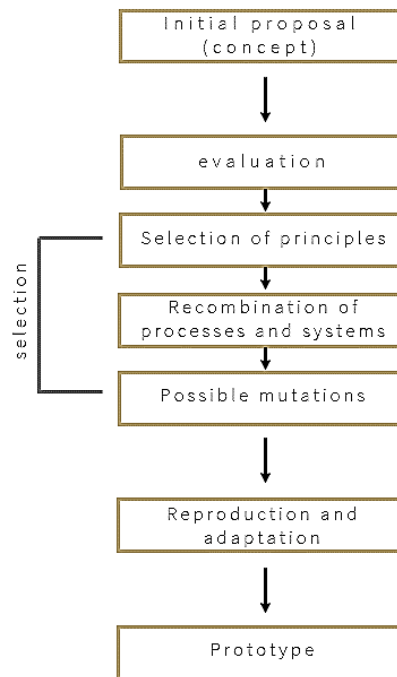 Initial proposal
(concept)
evaluation
Selection of principles
selection
Recombination of
processes and systems
Possible mutations
Reproduction and
adaptation
Prototype